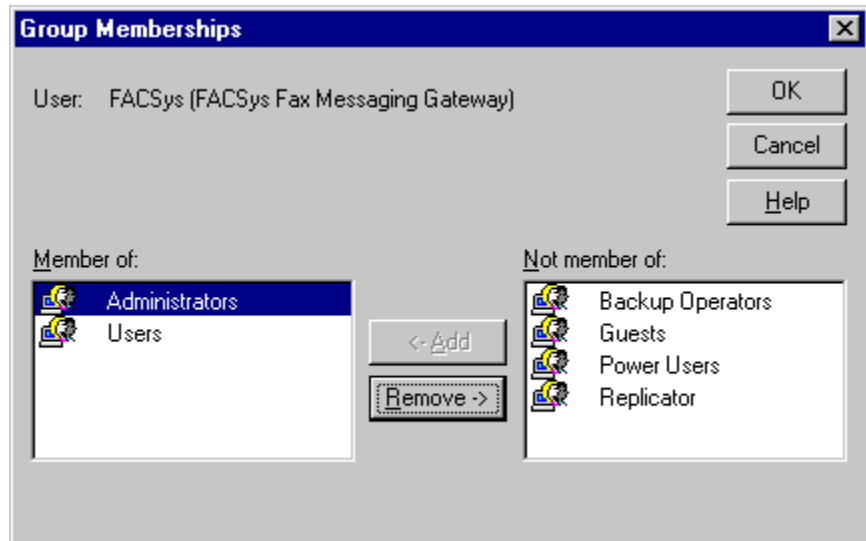 Group Memberships
User: FACSys (FACSys Fax Messaging Gateway)
OK
Cancel
Help
Member of:
Not member of:
Administrators
Users
<- Add
Remove ->
Backup Operators
Guests
Power Users
Replicator